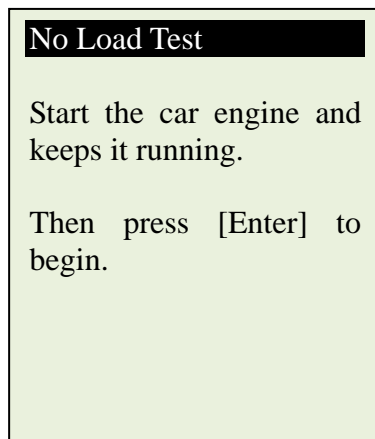 No Load Test
Start the car engine and
keeps it running.
Then press [Enter] to
begin.